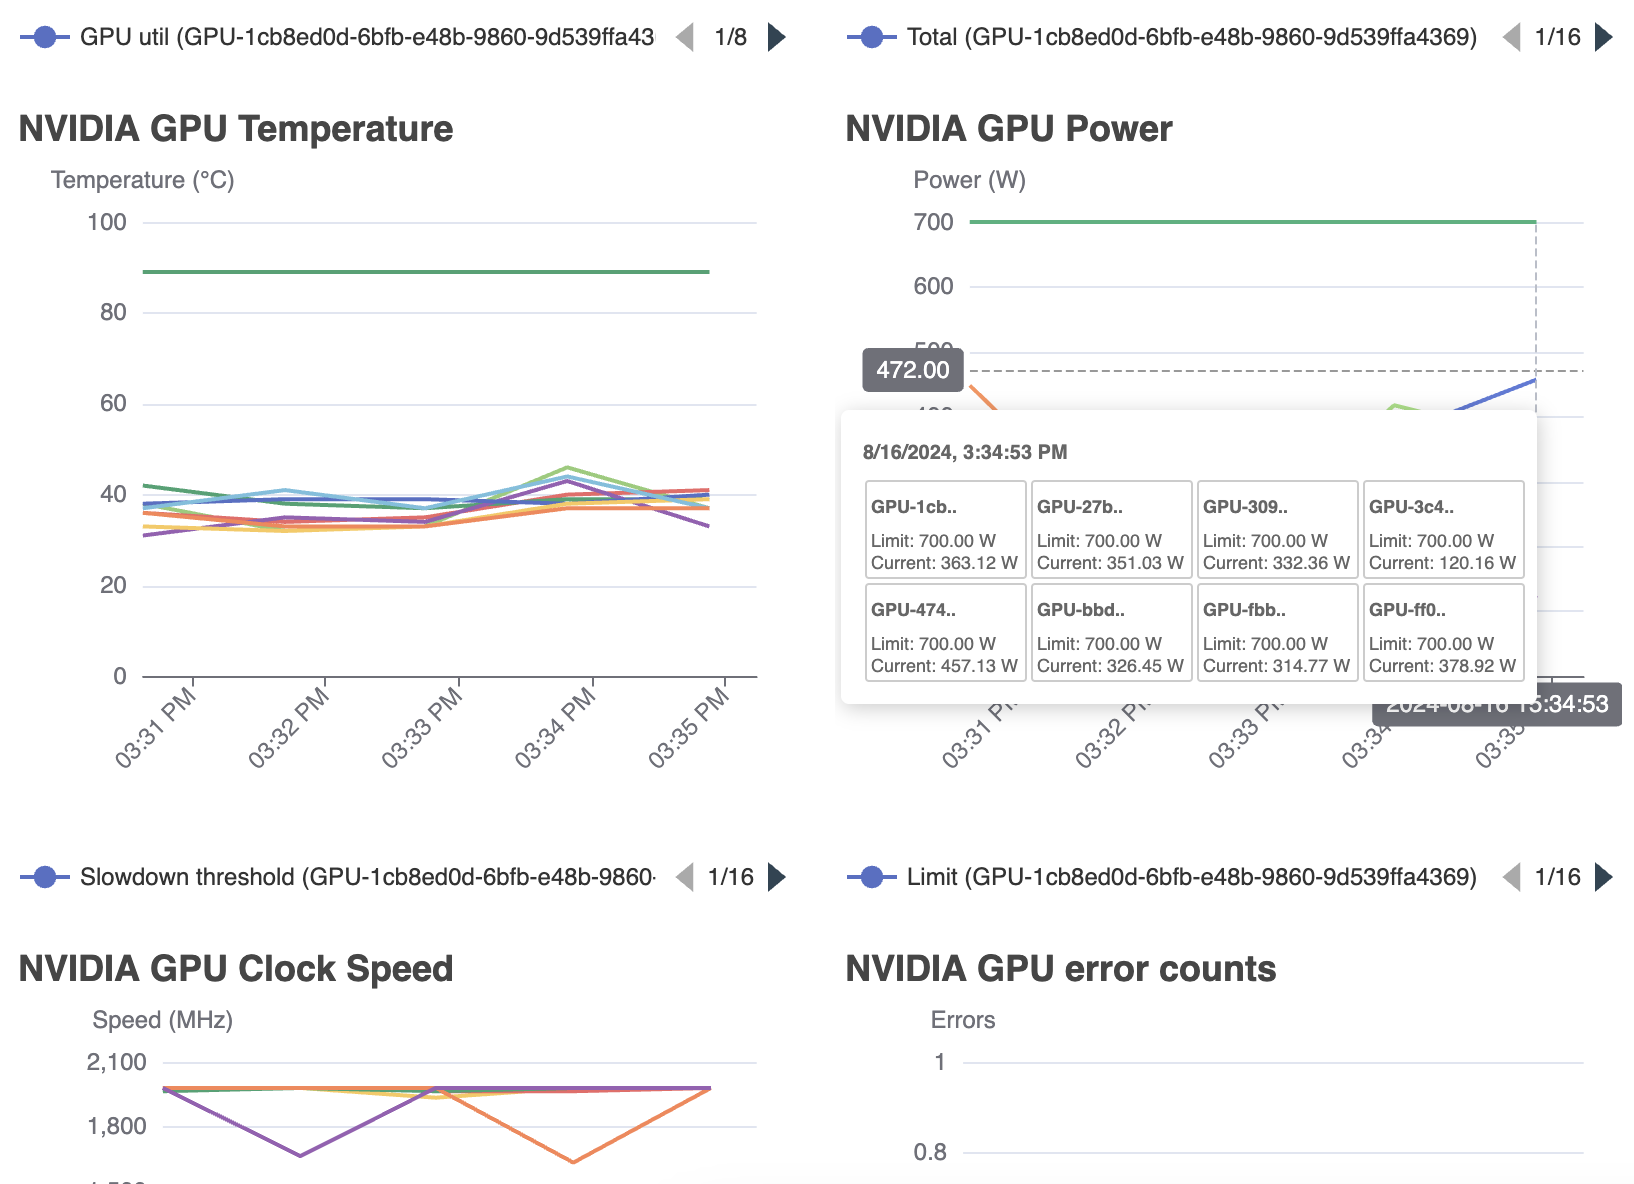 GPU util (GPU-1cb8ed0d-6bfb-e48b-9860-9d539ffa43
1/8
Total (GPU-1cb8ed0d-6bfb-e48b-9860-9d539ffa4369)
1/16
NVIDIA GPU Temperature
Temperature (°C)
100
80
60
40
20
0
03:31 PM
03:32 PM
03:33 PM
03:34 PM
03:35 PM
NVIDIA GPU Power
Power (W)
700
600
500
472.00
400
8/16/2024, 3:34:53 PM
GPU-1cb..
Limit: 700.00 W
Current: 363.12 W
GPU-27b..
Limit: 700.00 W
Current: 351.03 W
GPU-309..
Limit: 700.00 W
Current: 332.36 W
GPU-3c4..
Limit: 700.00 W
Current: 120.16 W
GPU-474..
Limit: 700.00 W
Current: 457.13 W
GPU-bbd..
Limit: 700.00 W
Current: 326.45 W
GPU-fbb..
Limit: 700.00 W
Current: 314.77 W
GPU-ff0..
Limit: 700.00 W
Current: 378.92 W
2024-08-16 15:34:53
03:31 PM
03:32 PM
03:33 PM
03:34
03:35
Slowdown threshold (GPU-1cb8ed0d-6bfb-e48b-9860-
1/16
Limit (GPU-1cb8ed0d-6bfb-e48b-9860-9d539ffa4369)
1/16
NVIDIA GPU Clock Speed
Speed (MHz)
2,100
1,800
NVIDIA GPU error counts
Errors
1
0.8